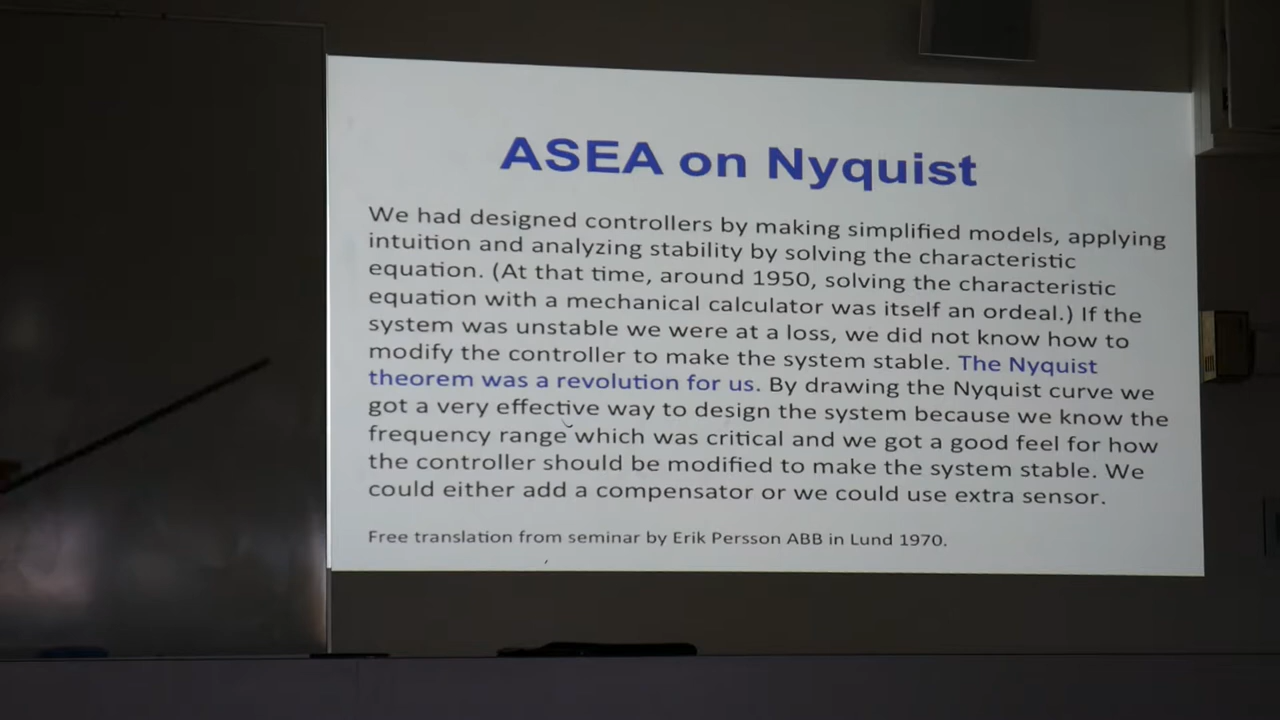 ASEA on Nyquist
We had designed controllers by making simplified models, applying
intuition and analyzing stability by solving the characteristic
equation. (At that time, around 1950, solving the characteristic
equation with a mechanical calculator was itself an ordeal.) If the
system was unstable we were at a loss, we did not know how to
modify the controller to make the system stable. The Nyquist
theorem was a revolution for us. By drawing the Nyquist curve we
got a very effective way to design the system because we know the
frequency range which was critical and we got a good feel for how
the controller should be modified to make the system stable. We
could either add a compensator or we could use extra sensor.
Free translation from seminar by Erik Persson ABB in Lund 1970.